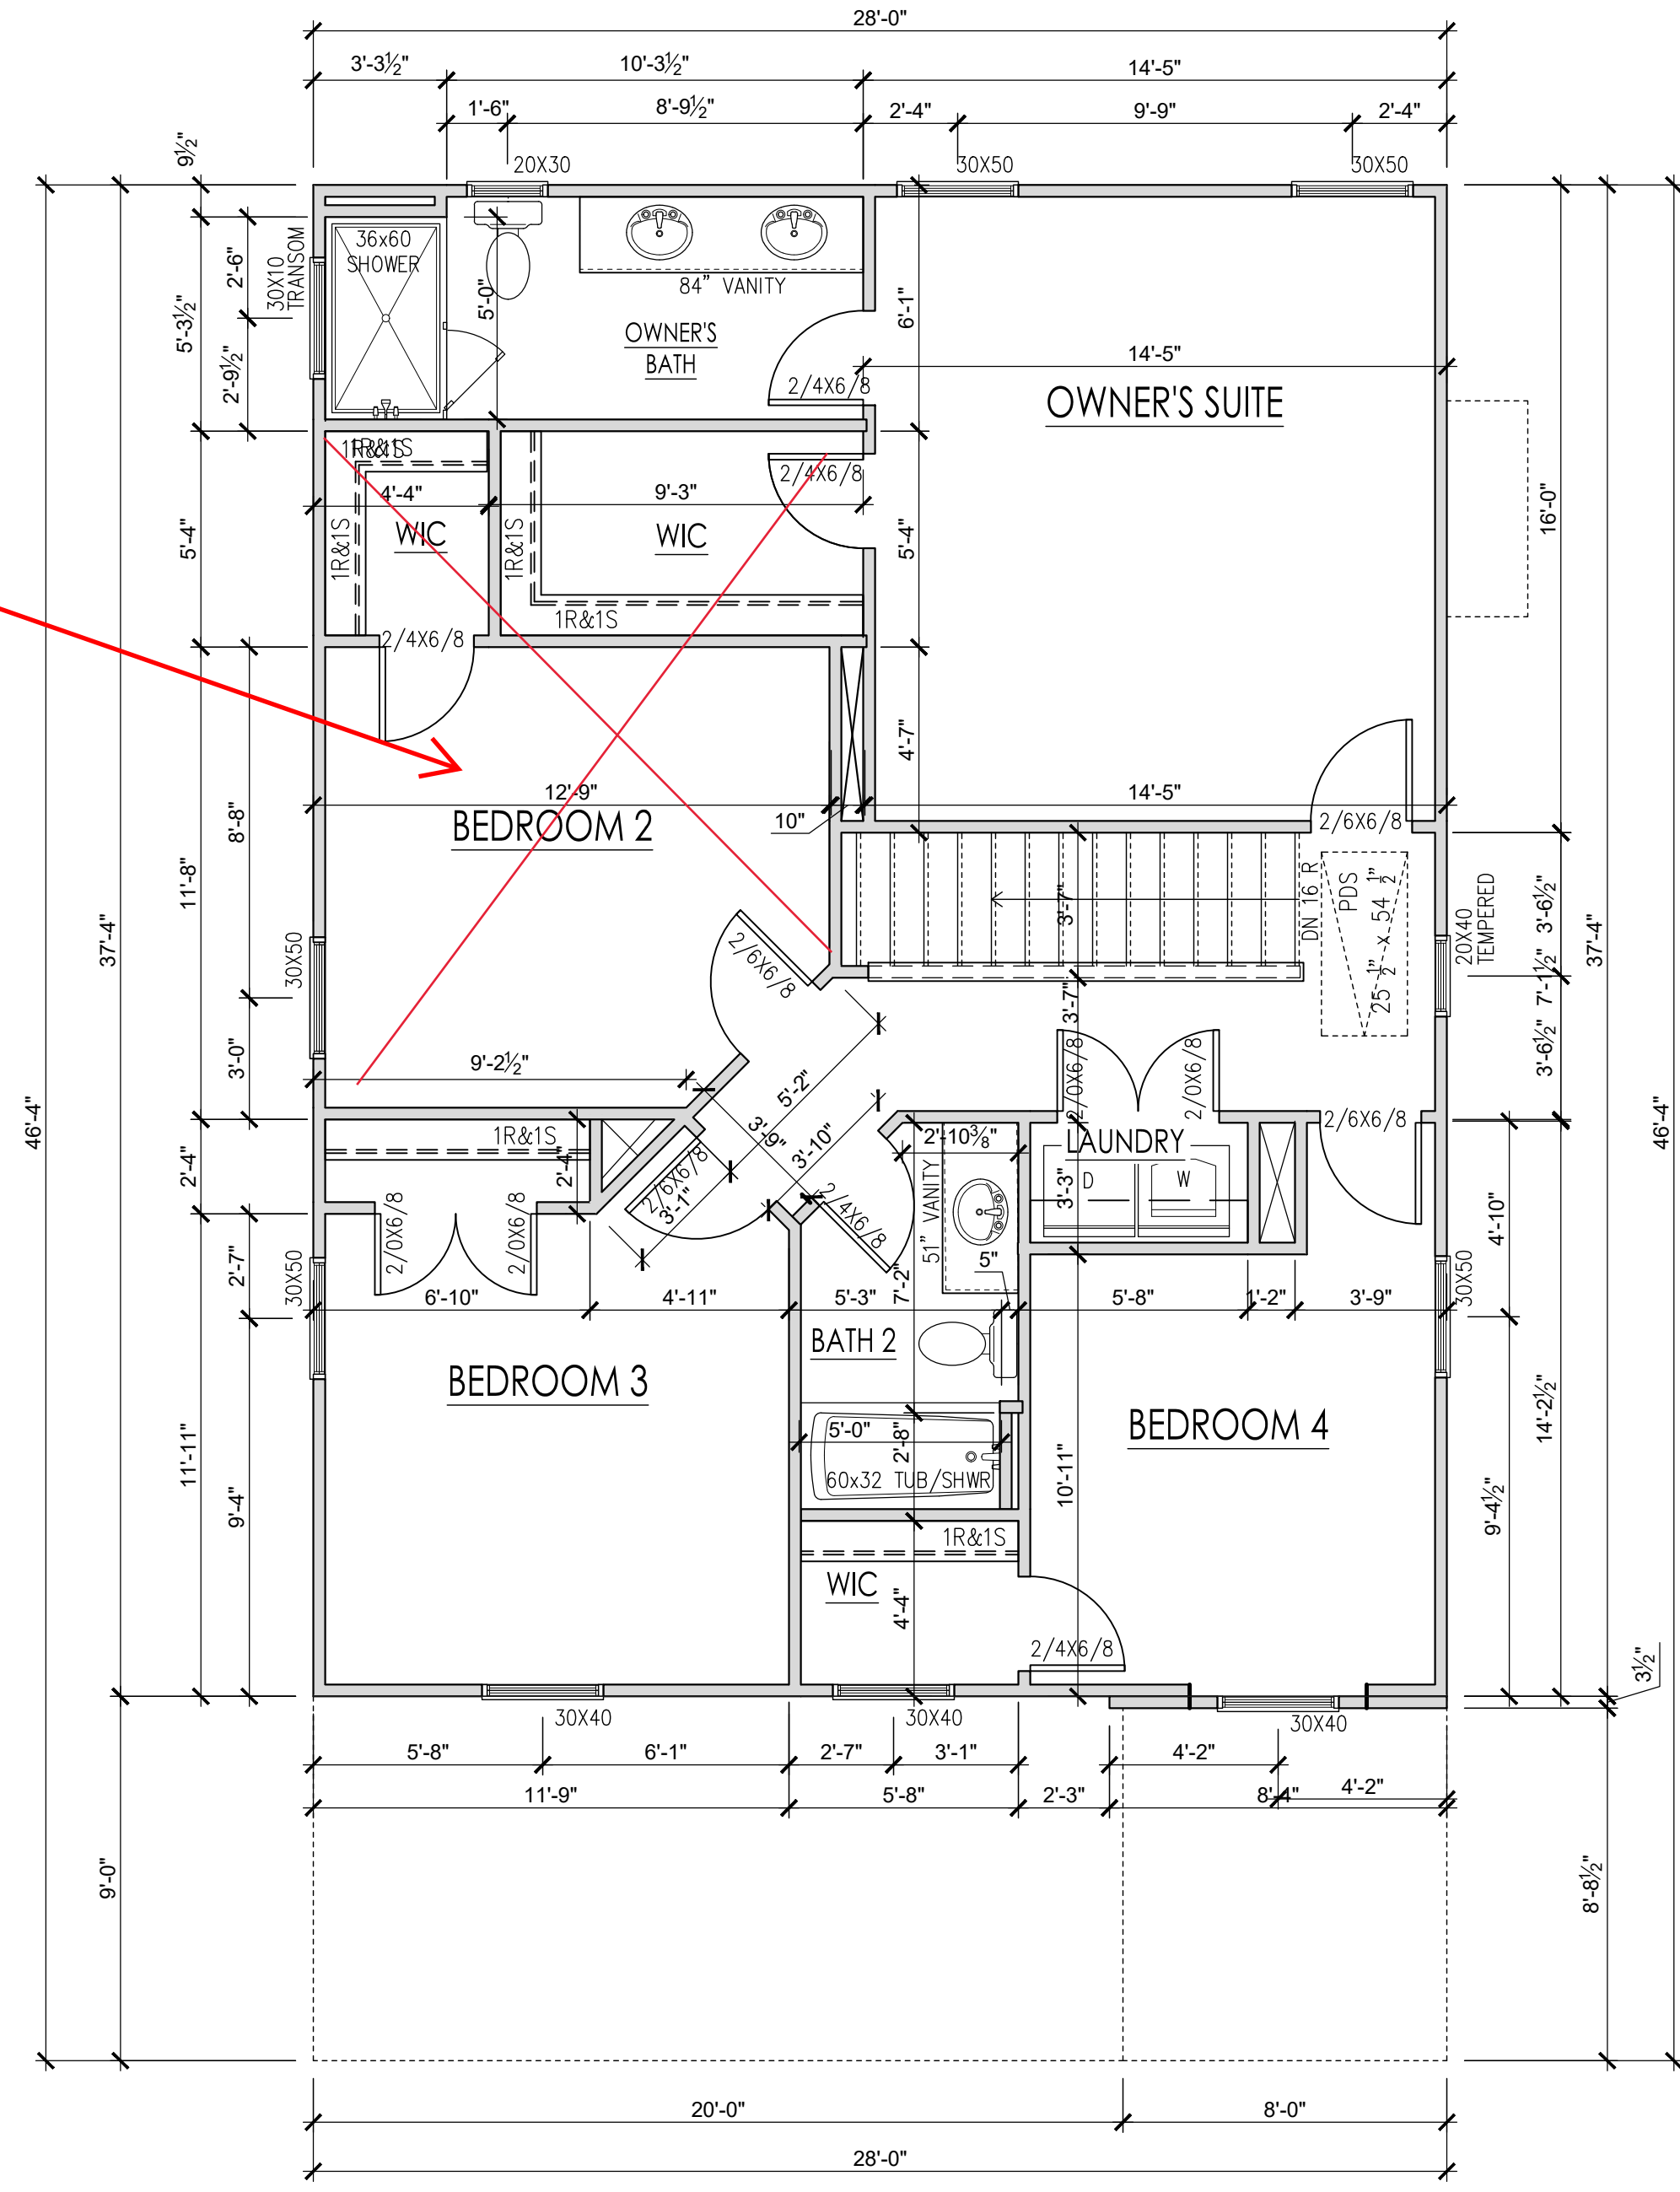 28'-0"
3'-3½" 10'-3½" 14'-5"
1'-6" 8'-9½" 2'-4" 9'-9" 2'-4"
20X30 30X50 30X50
9½"
36x60
SHOWER
30X10
TRANSOM
2'-6"
5'-3½"
2'-9½"
5'-0"
84" VANITY
OWNER'S
BATH
6'-1"
14'-5"
2/4X6/8
OWNER'S SUITE
1R&1S
1R&1S
2/4X6/8
4'-4" 9'-3"
WIC WIC
1R&1S
1R&1S
5'-4"
5'-4"
16'-0"
1R&1S
2/4X6/8
4'-7"
12'-9" 14'-5"
BEDROOM 2
10"
2/6X6/8
8'-8"
11'-8"
37'-4"
46'-4"
3'-7"
DN 16 R
PDS
25 ½" x 54 ½"
20X40
TEMPERED
3'-6½"
7'-1½"
3'-6½"
37'-4"
46'-4"
30X50
2/6X6/8
3'-7"
3'-0"
9'-2½"
5'-2"
3'-9"
3'-10"
2/0X6/8
2/0X6/8
2/6X6/8
1R&1S
2'-4"
2'-4"
2/6X6/8
3'-1"
2'-10⅜"
LAUNDRY
D W
3'-3"
51" VANITY
2/4X6/8
5"
7'-2"
2/0X6/8
2/0X6/8
2'-7"
30X50
4'-10"
30X50
6'-10" 4'-11" 5'-3" 5'-8" 1'-2" 3'-9"
BATH 2
BEDROOM 3
BEDROOM 4
14'-2½"
5'-0"
2'-8"
60x32 TUB/SHWR
11'-11"
9'-4"
10'-11"
9'-4½"
1R&1S
WIC
4'-4"
2/4X6/8
3½"
30X40 30X40 30X40
5'-8" 6'-1" 2'-7" 3'-1" 4'-2"
4'-2"
11'-9" 5'-8" 2'-3" 8'-4"
9'-0"
8'-8½"
20'-0" 8'-0"
28'-0"